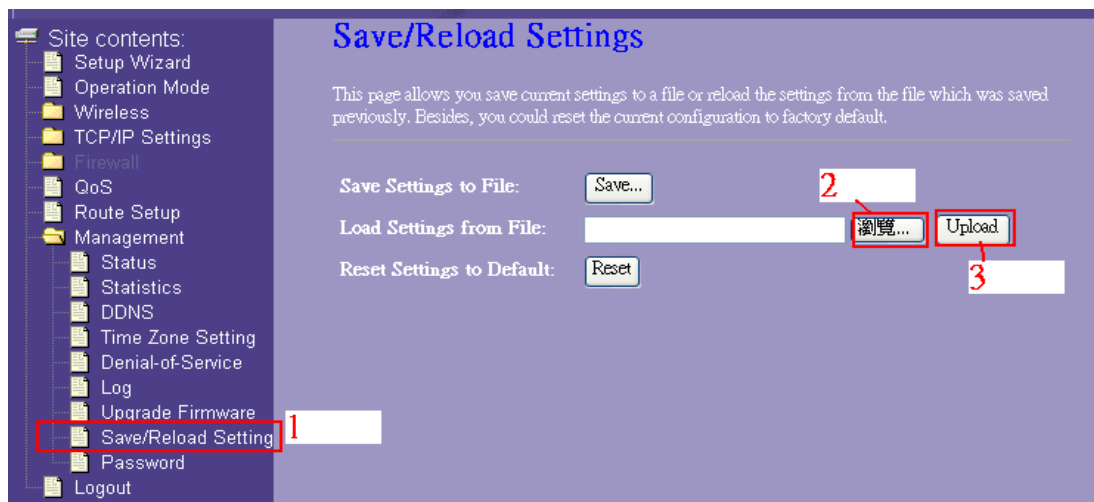 Site contents:
Setup Wizard
Operation Mode
Wireless
TCP/IP Settings
Firewall
QoS
Route Setup
Management
Status
Statistics
DDNS
Time Zone Setting
Denial-of-Service
Log
Upgrade Firmware
Save/Reload Setting
Password
Logout
1
Save/Reload Settings
This page allows you save current settings to a file or reload the settings from the file which was saved
previously. Besides, you could reset the current configuration to factory default.
Save Settings to File: Save...
2
Load Settings from File: 瀏覽... Upload
Reset Settings to Default: Reset
3